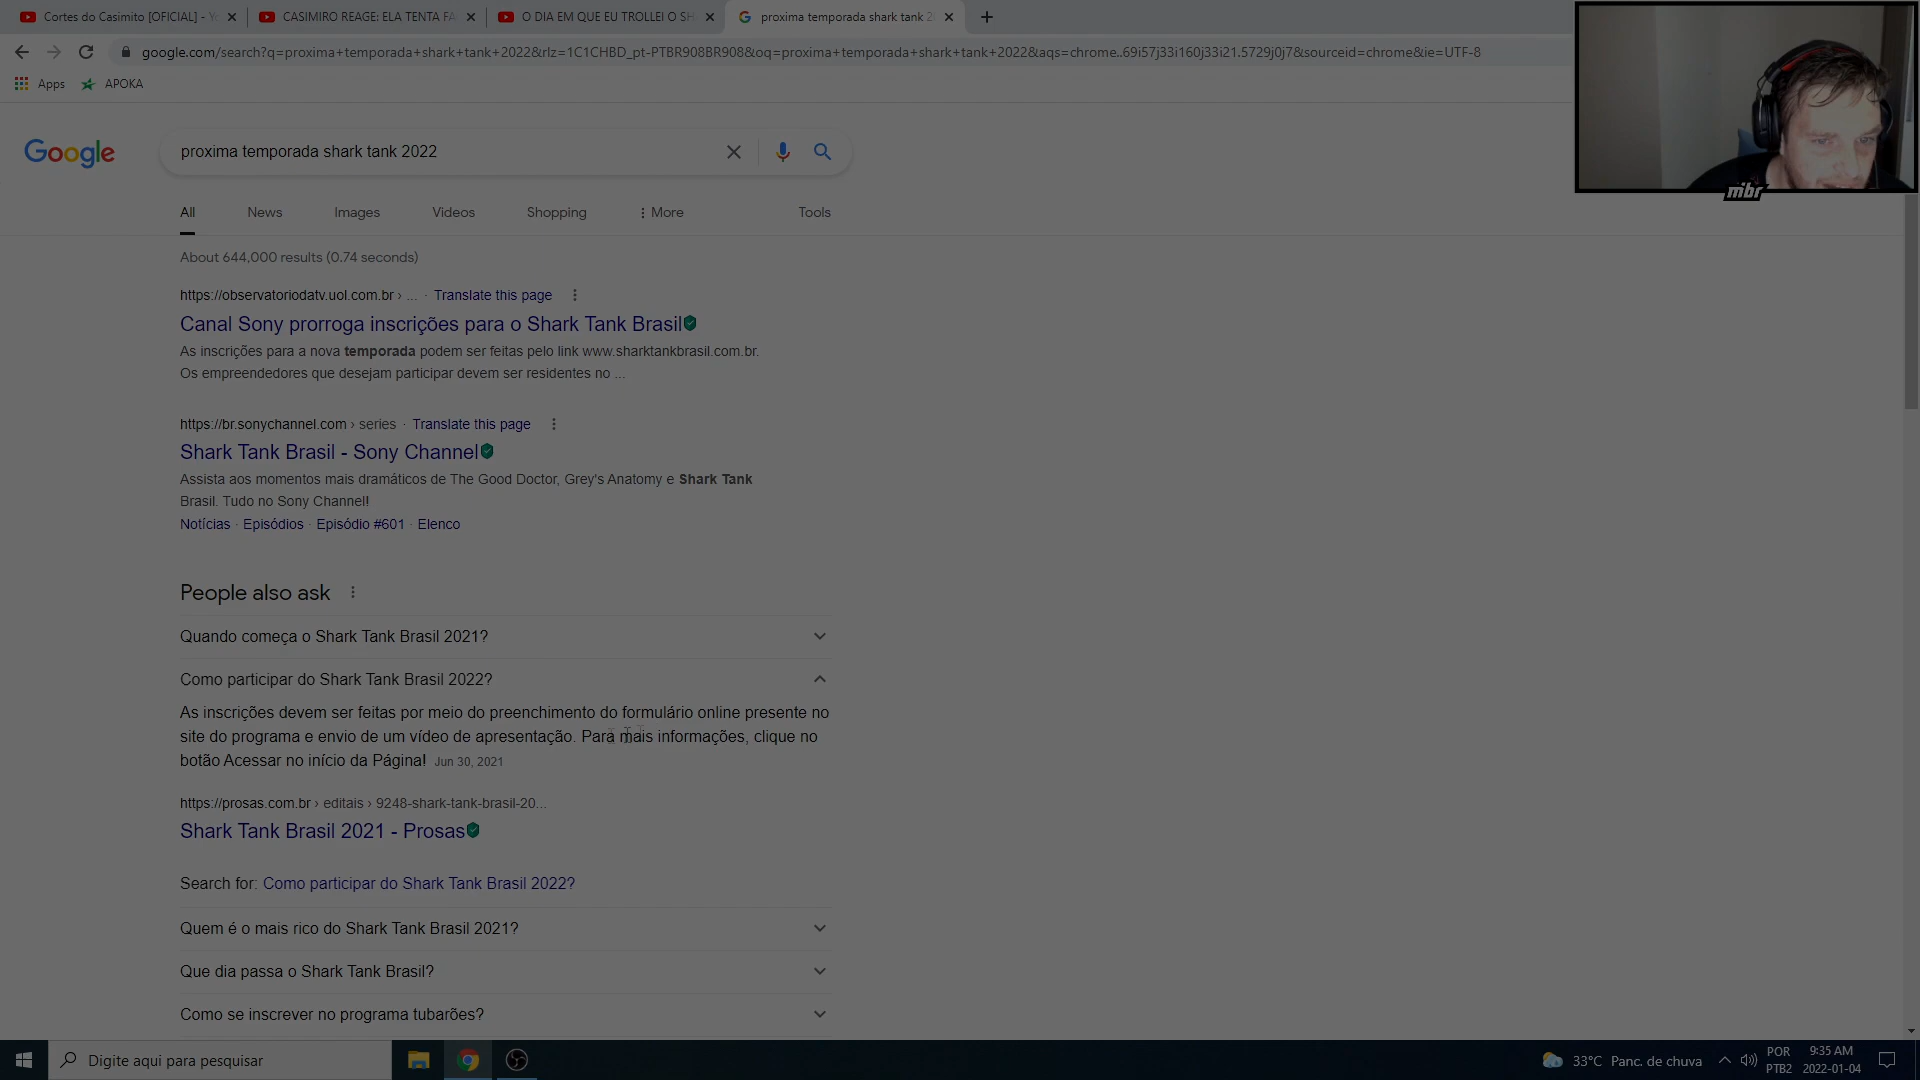 Cortes do Casimito [OFICIAL] - Yo
CASIMIRO REAGE: ELA TENTA FA
O DIA EM QUE EU TROLLEI O SH
proxima temporada shark tank 2
google.com/search?q=proxima+temporada+shark+tank+2022&rlz=1C1CHBD_pt-PTBR908BR908&oq=proxima+temporada+shark+tank+2022&aqs=chrome..69i57j33i160j33i21.5729j0j7&sourceid=chrome&ie=UTF-8
Apps APOKA
mibr
Google
proxima temporada shark tank 2022
All News Images Videos Shopping More Tools
About 644,000 results (0.74 seconds)
https://observatoriodatv.uol.com.br › ... · Translate this page
Canal Sony prorroga inscrições para o Shark Tank Brasil
As inscrições para a nova temporada podem ser feitas pelo link www.sharktankbrasil.com.br.
Os empreendedores que desejam participar devem ser residentes no ...
https://br.sonychannel.com › series · Translate this page
Shark Tank Brasil - Sony Channel
Assista aos momentos mais dramáticos de The Good Doctor, Grey's Anatomy e Shark Tank
Brasil. Tudo no Sony Channel!
Notícias · Episódios · Episódio #601 · Elenco
People also ask
Quando começa o Shark Tank Brasil 2021?
Como participar do Shark Tank Brasil 2022?
As inscrições devem ser feitas por meio do preenchimento do formulário online presente no
site do programa e envio de um vídeo de apresentação. Para mais informações, clique no
botão Acessar no início da Página! Jun 30, 2021
https://prosas.com.br › editais › 9248-shark-tank-brasil-20...
Shark Tank Brasil 2021 - Prosas
Search for: Como participar do Shark Tank Brasil 2022?
Quem é o mais rico do Shark Tank Brasil 2021?
Que dia passa o Shark Tank Brasil?
Como se inscrever no programa tubarões?
Digite aqui para pesquisar
33°C Panc. de chuva
POR
PTB2
9:35 AM
2022-01-04